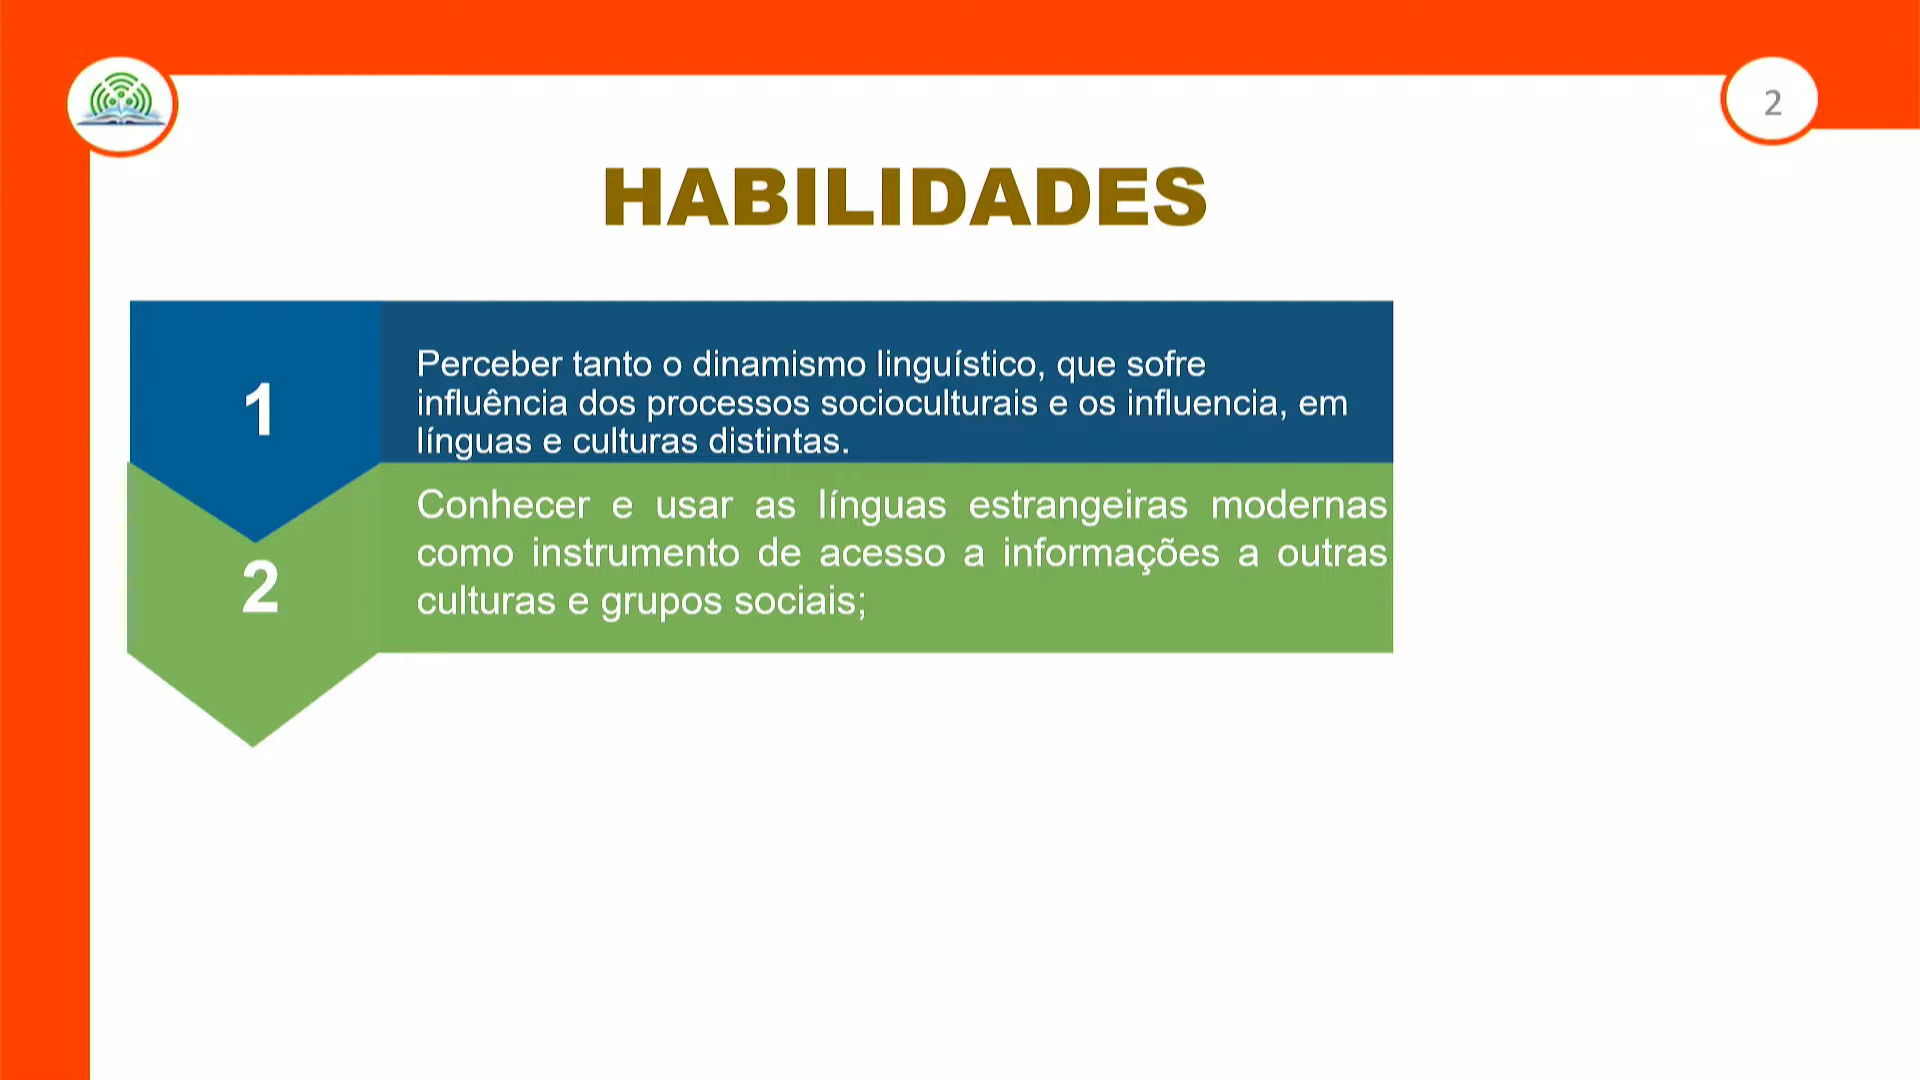 2
HABILIDADES
1
Perceber tanto o dinamismo linguístico, que sofre
influência dos processos socioculturais e os influencia, em
línguas e culturas distintas.
2
Conhecer e usar as línguas estrangeiras modernas
como instrumento de acesso a informações a outras
culturas e grupos sociais;